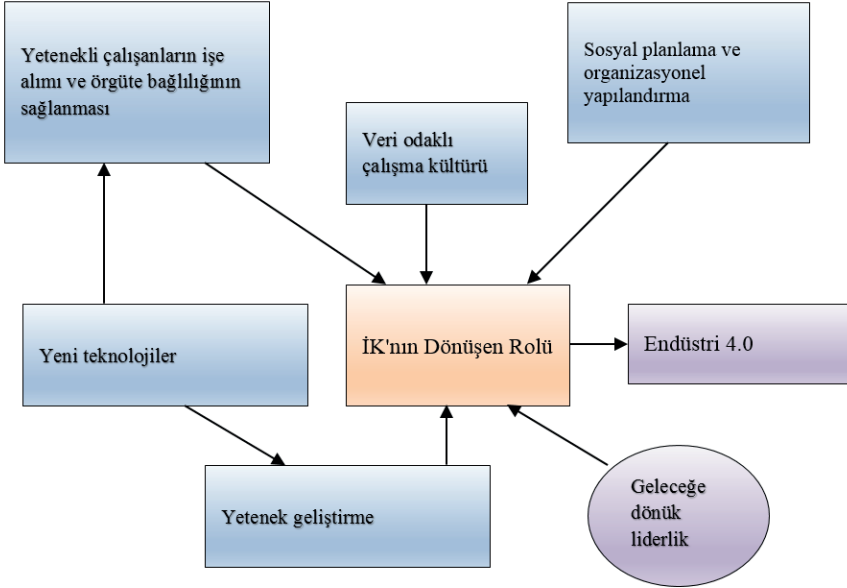 Yetenekli çalışanların işe
alımı ve örgüte bağlılığının
sağlanması
Veri odaklı
çalışma kültürü
Sosyal planlama ve
organizasyonel
yapılandırma
Yeni teknolojiler
İK'nın Dönüşen Rolü
Endüstri 4.0
Yetenek geliştirme
Geleceğe
dönük
liderlik